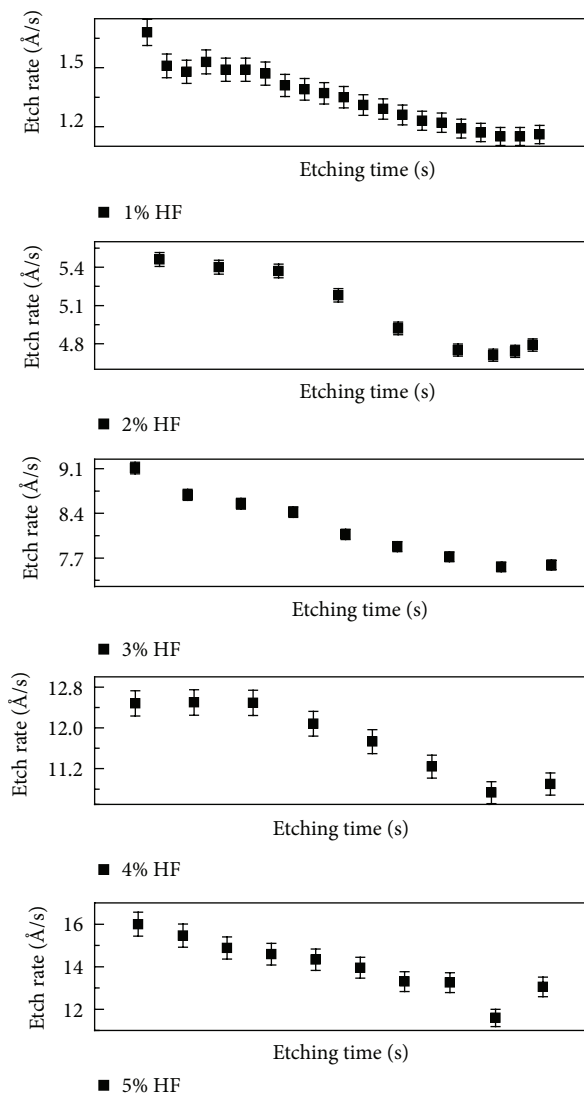 Etch rate (Å/s)
1.5
1.2
Etching time (s)
1% HF
Etch rate (Å/s)
5.4
5.1
4.8
Etching time (s)
2% HF
Etch rate (Å/s)
9.1
8.4
7.7
Etching time (s)
3% HF
Etch rate (Å/s)
12.8
12.0
11.2
Etching time (s)
4% HF
Etch rate (Å/s)
16
14
12
Etching time (s)
5% HF